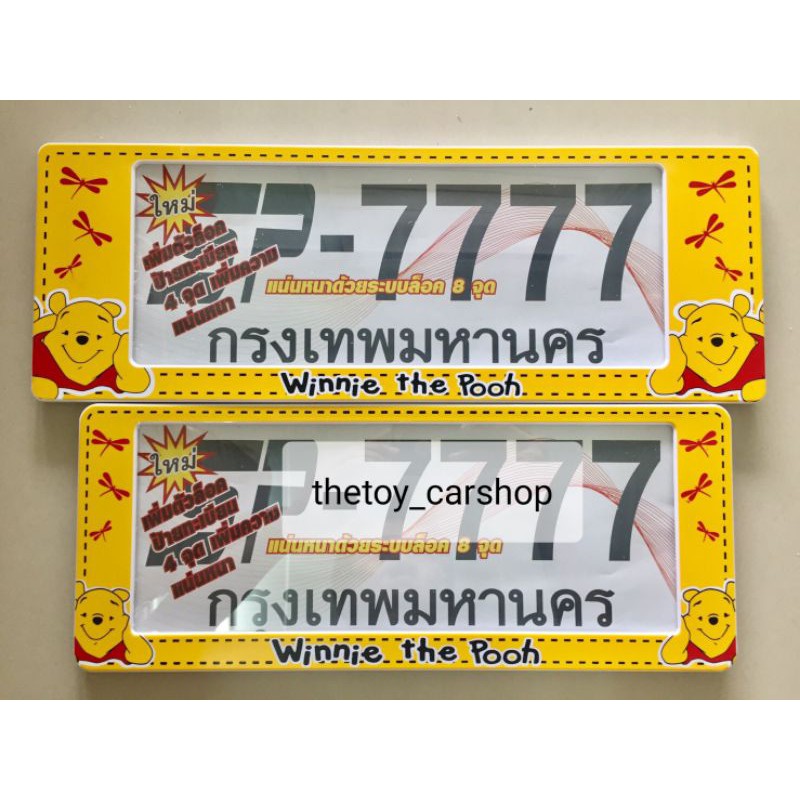 ใหม่
-7777
เพิ่มตัวล็อค
ป้ายทะเบียน
4 จุด เพิ่มความ
แน่นหนา
แน่นหนาด้วยระบบล็อค 8 จุด
กรุงเทพมหานคร
Winnie the Pooh
ใหม่
-7777
thetoy_carshop
เพิ่มตัวล็อค
ป้ายทะเบียน
4 จุด เพิ่มความ
แน่นหนา
แน่นหนาด้วยระบบล็อค 8 จุด
กรุงเทพมหานคร
Winnie the Pooh